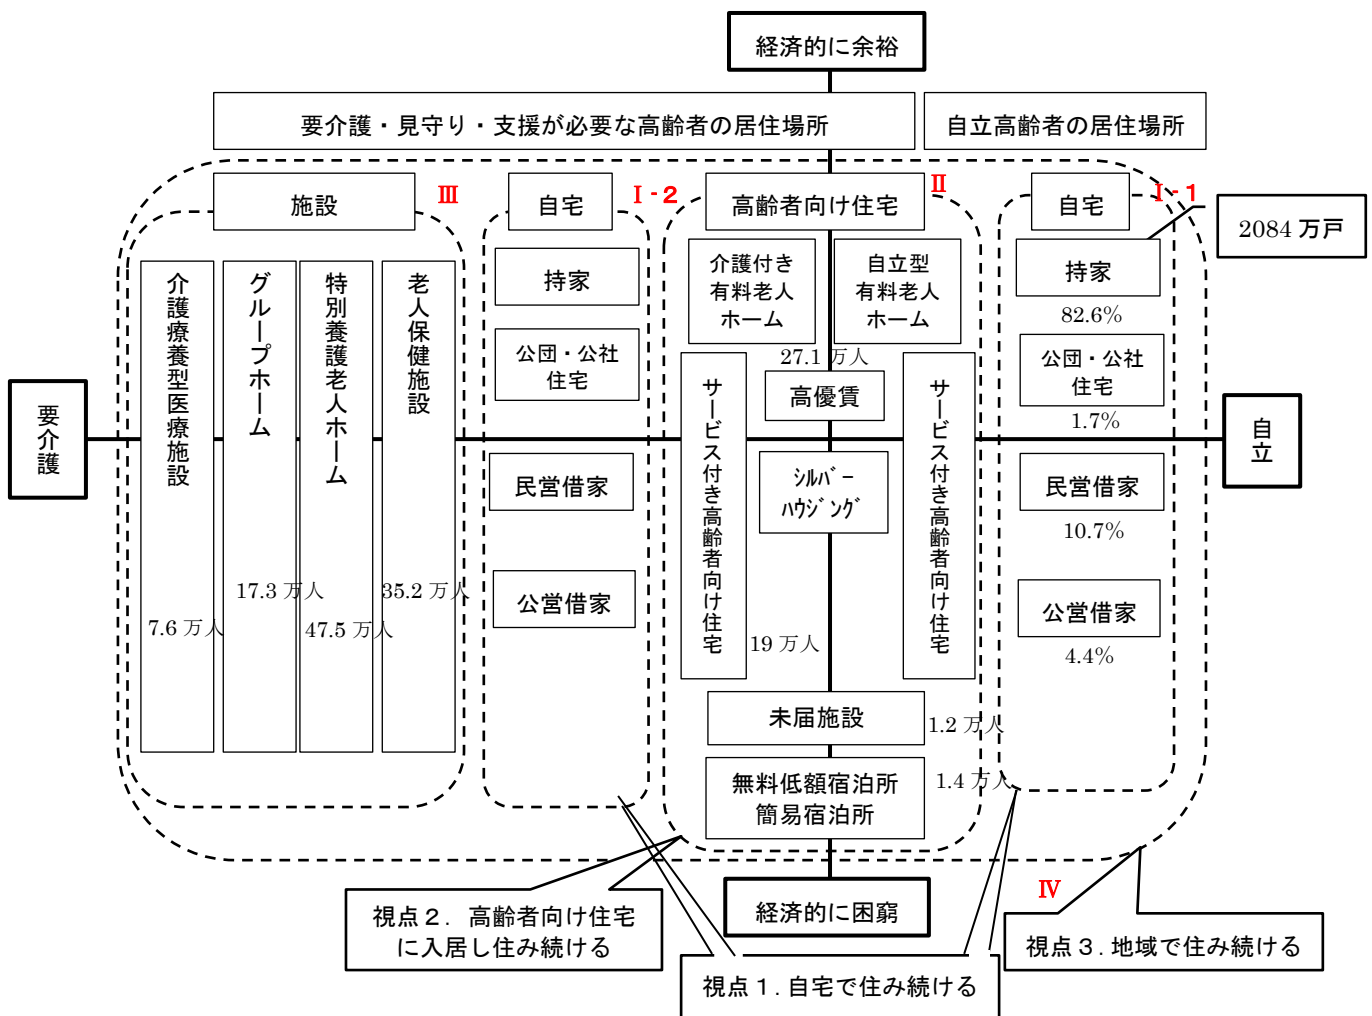 経済的に余裕
要介護・見守り・支援が必要な高齢者の居住場所
自立高齢者の居住場所
施設
Ⅲ
自宅
Ⅰ-2
高齢者向け住宅
Ⅱ
自宅
Ⅰ-1
2084 万戸
介護療養型医療施設
7.6 万人
グループホーム
17.3 万人
特別養護老人ホーム
47.5 万人
老人保健施設
35.2 万人
持家
公団・公社
住宅
民営借家
公営借家
介護付き
有料老人
ホーム
自立型
有料老人
ホーム
27.1 万人
高優賃
シルバー
ハウジング
サービス付き高齢者向け住宅
サービス付き高齢者向け住宅
19 万人
未届施設
1.2 万人
無料低額宿泊所
簡易宿泊所
1.4 万人
持家
82.6%
公団・公社
住宅
1.7%
民営借家
10.7%
公営借家
4.4%
要介護
自立
経済的に困窮
Ⅳ
視点２．高齢者向け住宅
に入居し住み続ける
視点１．自宅で住み続ける
視点３．地域で住み続ける